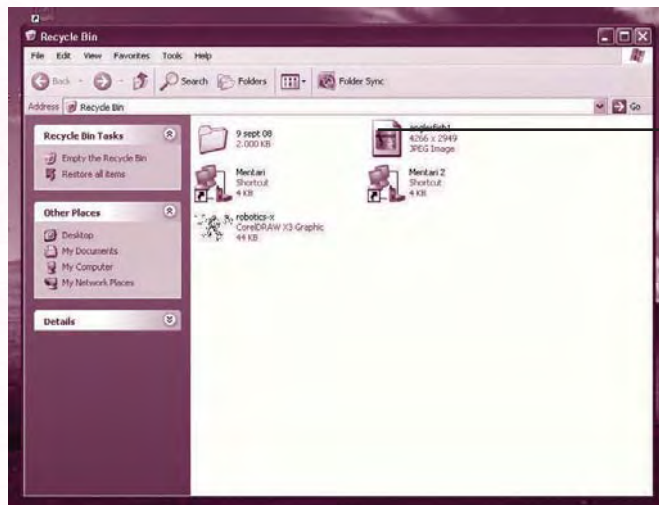 Recycle Bin
File Edit View Favorites Tools Help
Back Search Folders Folder Sync
Address Recycle Bin Go
Recycle Bin Tasks
Empty the Recycle Bin
Restore all items
Other Places
Desktop
My Documents
My Computer
My Network Places
Details
9 sept 08
2.000 KB
anglerfish1
4266 x 2949
JPEG Image
Mentari
Shortcut
4 KB
Mentari 2
Shortcut
4 KB
robotics-x
CorelDRAW X3 Graphic
44 KB